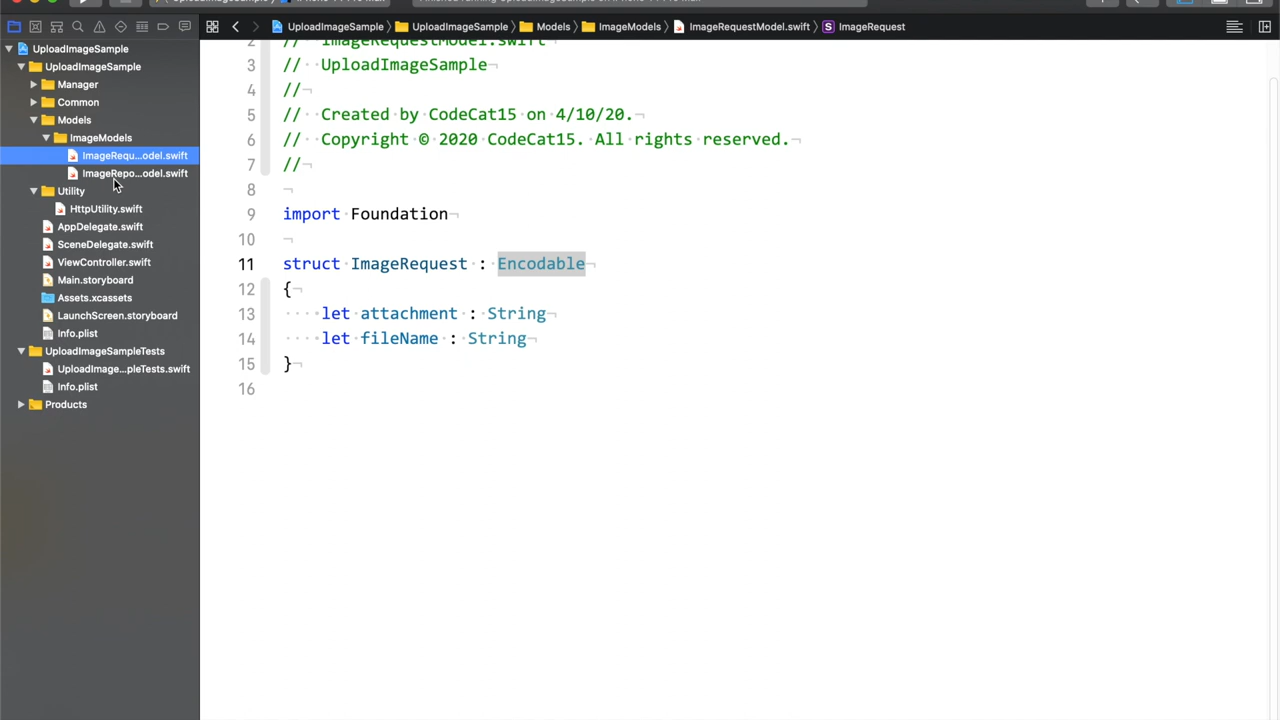 UploadImageSample
UploadImageSample
Models
ImageModels
ImageRequestModel.swift
S
ImageRequest
UploadImageSample
UploadImageSample
Manager
Common
Models
ImageModels
ImageRequ...odel.swift
ImageRepo...odel.swift
Utility
HttpUtility.swift
AppDelegate.swift
SceneDelegate.swift
ViewController.swift
Main.storyboard
Assets.xcassets
LaunchScreen.storyboard
Info.plist
UploadImageSampleTests
UploadImage...pleTests.swift
Info.plist
Products
2 // ImageRequestModel.swift
3 // UploadImageSample
4 //
5 // Created by CodeCat15 on 4/10/20.
6 // Copyright © 2020 CodeCat15. All rights reserved.
7 //
8
9 import Foundation
10
11 struct ImageRequest : Encodable
12 {
13 let attachment : String
14 let fileName : String
15 }
16